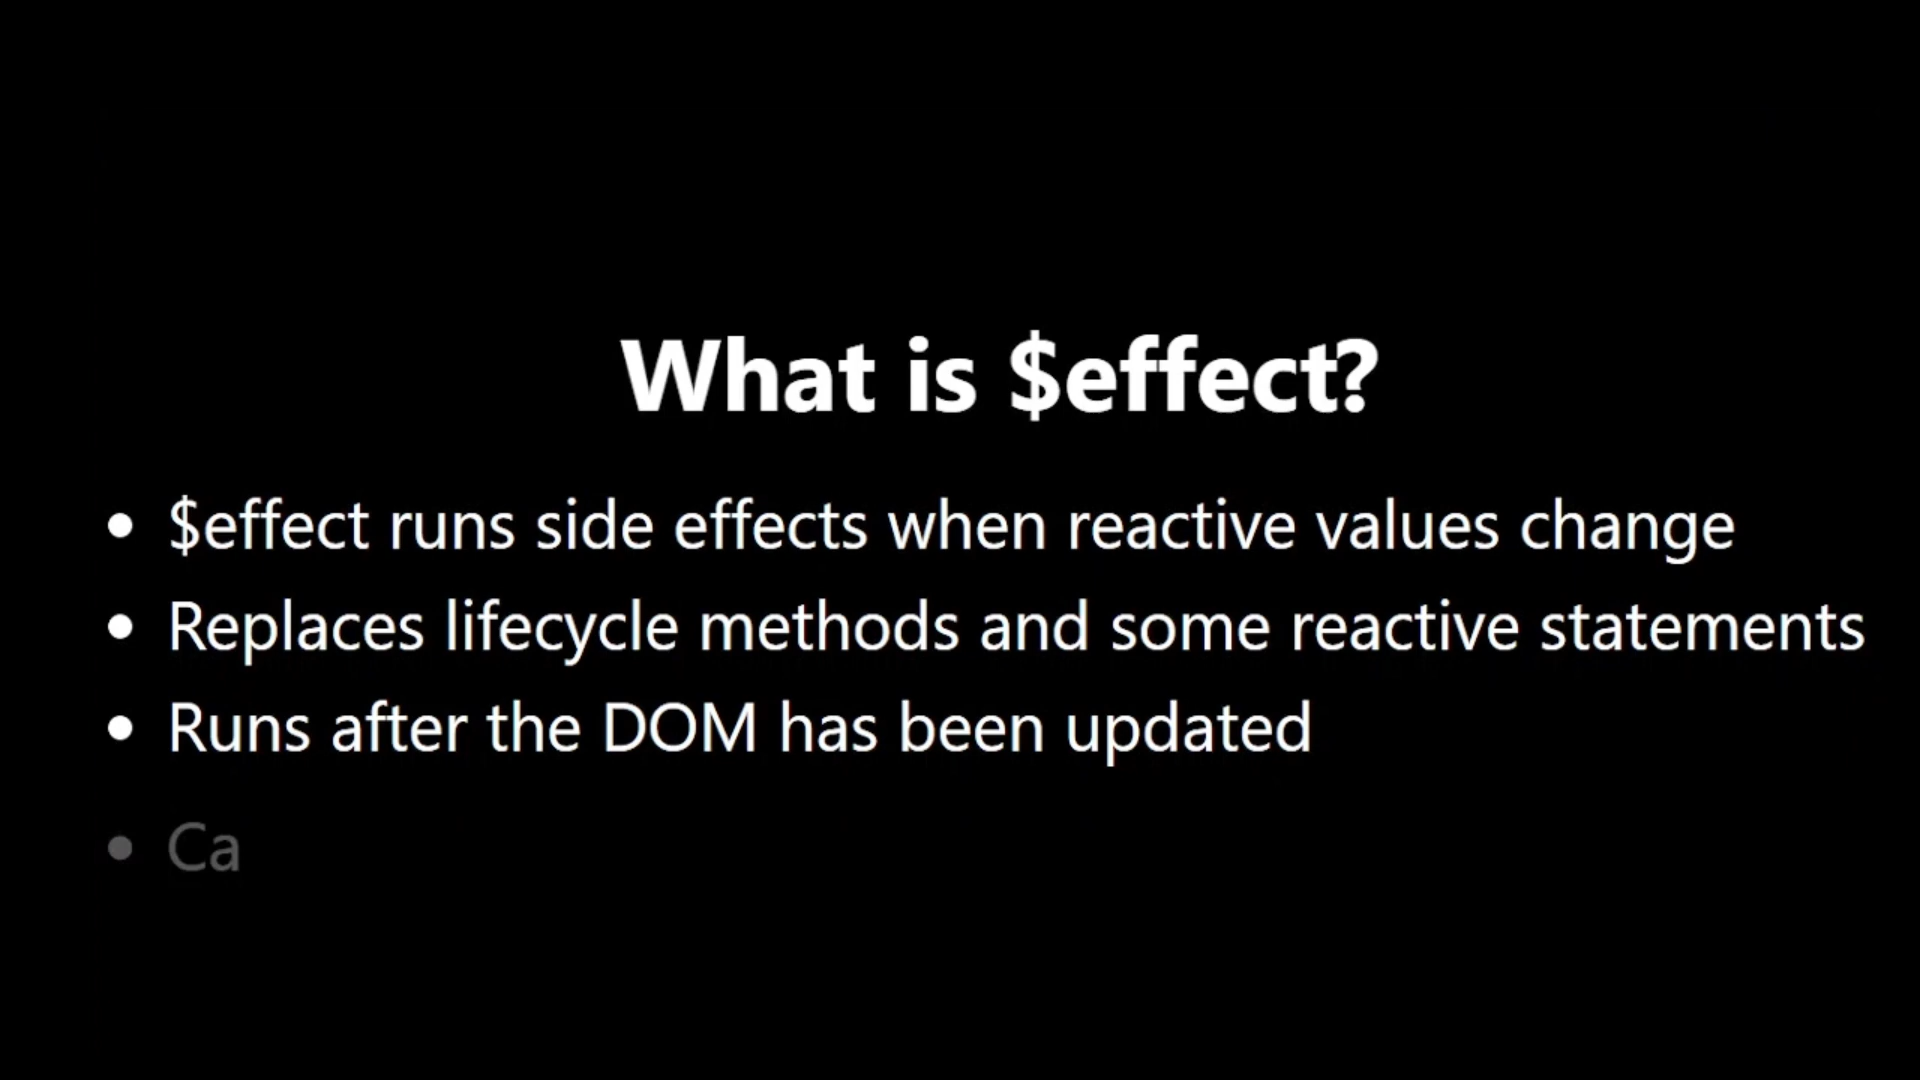 What is $effect?
• $effect runs side effects when reactive values change
• Replaces lifecycle methods and some reactive statements
• Runs after the DOM has been updated
• Ca